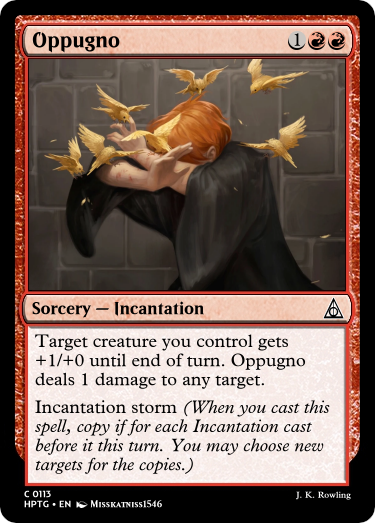 Oppugno 1
Sorcery — Incantation
Target creature you control gets
+1/+0 until end of turn. Oppugno
deals 1 damage to any target.
Incantation storm (When you cast this
spell, copy if for each Incantation cast
before it this turn. You may choose new
targets for the copies.)
C 0113
HPTG • EN Misskatniss1546
J. K. Rowling